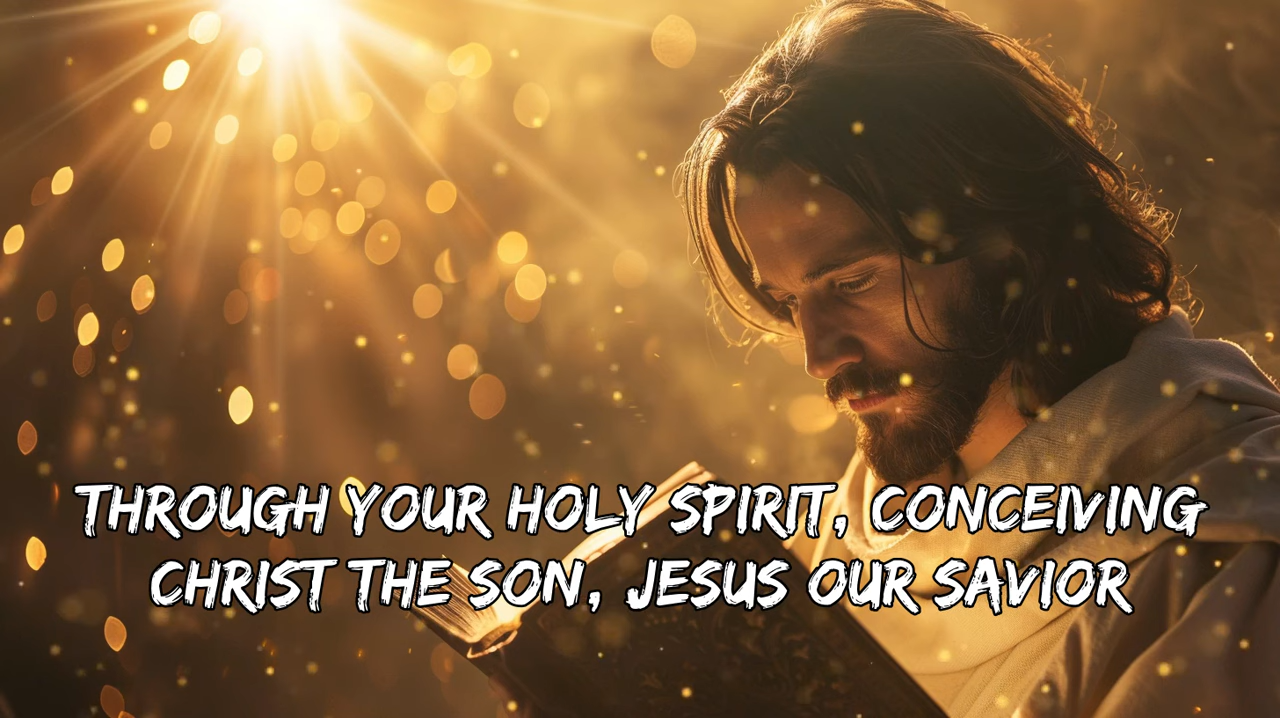 THROUGH YOUR HOLY SPIRIT, CONCEIVING
CHRIST THE SON, JESUS OUR SAVIOR